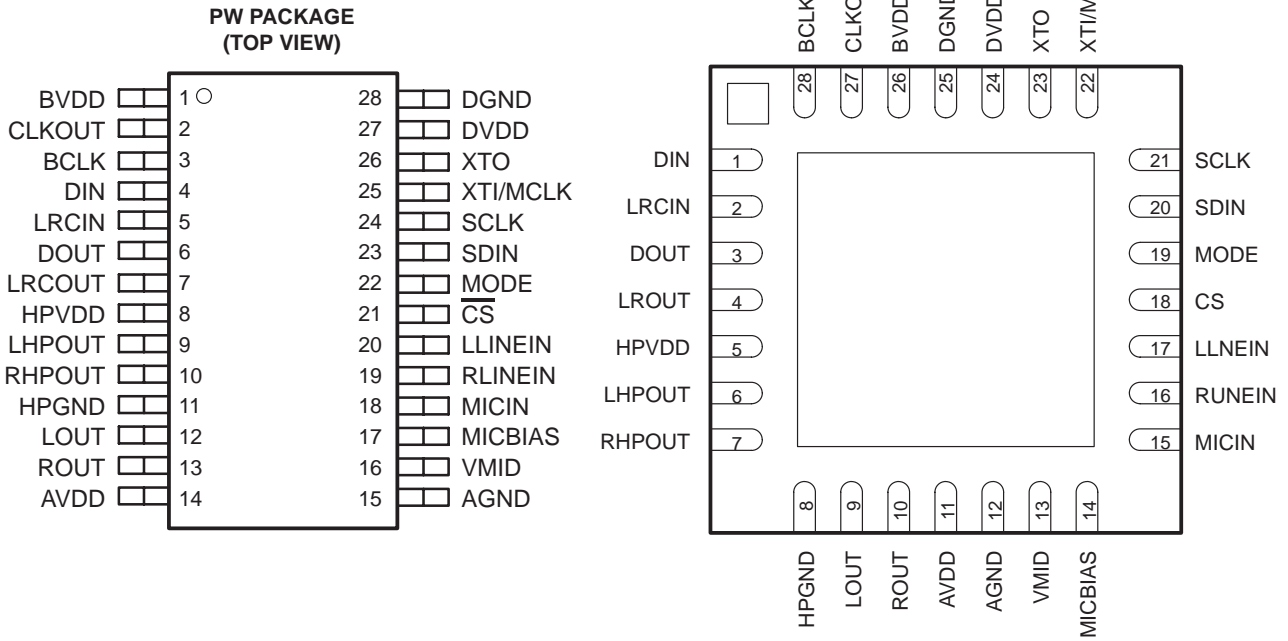 PW PACKAGE
(TOP VIEW)
BVDD 1 28 DGND
CLKOUT 2 27 DVDD
BCLK 3 26 XTO
DIN 4 25 XTI/MCLK
LRCIN 5 24 SCLK
DOUT 6 23 SDIN
LRCOUT 7 22 MODE
HPVDD 8 21 CS
LHPOUT 9 20 LLINEIN
RHPOUT 10 19 RLINEIN
HPGND 11 18 MICIN
LOUT 12 17 MICBIAS
ROUT 13 16 VMID
AVDD 14 15 AGND
BCLK CLKO BVDD DGND DVDD XTO XTI/M
28 27 26 25 24 23 22
DIN 1 21 SCLK
LRCIN 2 20 SDIN
DOUT 3 19 MODE
LROUT 4 18 CS
HPVDD 5 17 LLNEIN
LHPOUT 6 16 RUNEIN
RHPOUT 7 15 MICIN
8 9 10 11 12 13 14
HPGND LOUT ROUT AVDD AGND VMID MICBIAS